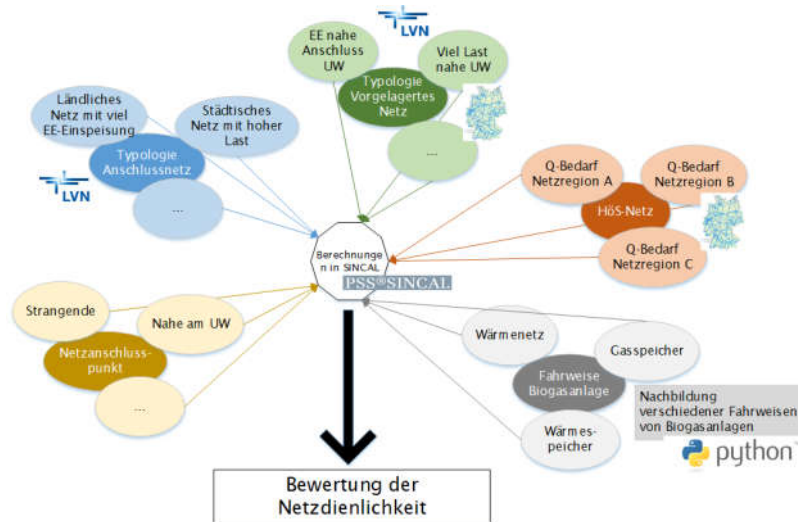 LVN
EE nahe
Anschluss
UW
Viel Last
nahe UW
Typologie
Vorgelagertes
Netz
...
Ländliches
Netz mit viel
EE-Einspeisung
Städtisches
Netz mit hoher
Last
Typologie
Anschlussnetz
LVN
...
Q-Bedarf
Netzregion A
Q-Bedarf
Netzregion B
HöS-Netz
Q-Bedarf
Netzregion C
Berechnunge
n in SINCAL
PSS®SINCAL
Strangende
Nahe am UW
Netzanschluss-
punkt
...
Wärmenetz
Gasspeicher
Fahrweise
Biogasanlage
Wärmes-
peicher
Nachbildung
verschiedener Fahrweisen
von Biogasanlagen
python™
Bewertung der
Netzdienlichkeit